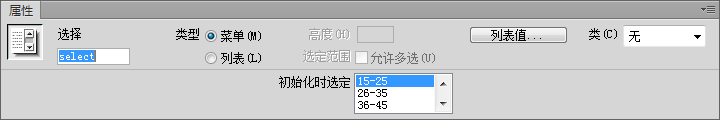 属性
选择 类型 菜单(M) 高度(H) 列表值... 类(C) 无
select 列表(L) 选定范围 允许多选(U)
初始化时选定 15-25
26-35
36-45